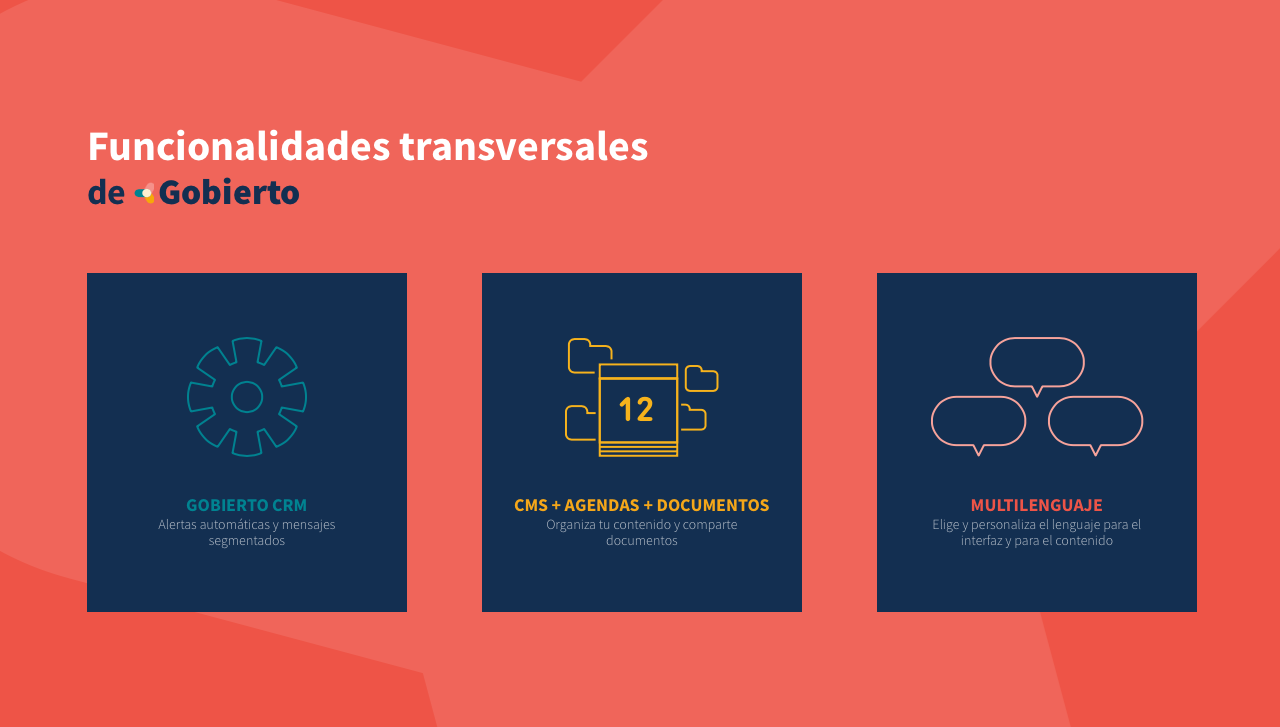 Funcionalidades transversales
de Gobierto
12
GOBIERTO CRM
Alertas automáticas y mensajes
segmentados
CMS + AGENDAS + DOCUMENTOS
Organiza tu contenido y comparte
documentos
MULTILENGUAJE
Elige y personaliza el lenguaje para el
interfaz y para el contenido